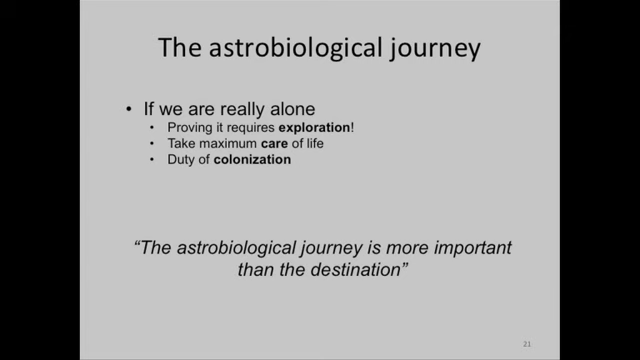 The astrobiological journey
• If we are really alone
• Proving it requires exploration!
• Take maximum care of life
• Duty of colonization
“The astrobiological journey is more important
than the destination”
21